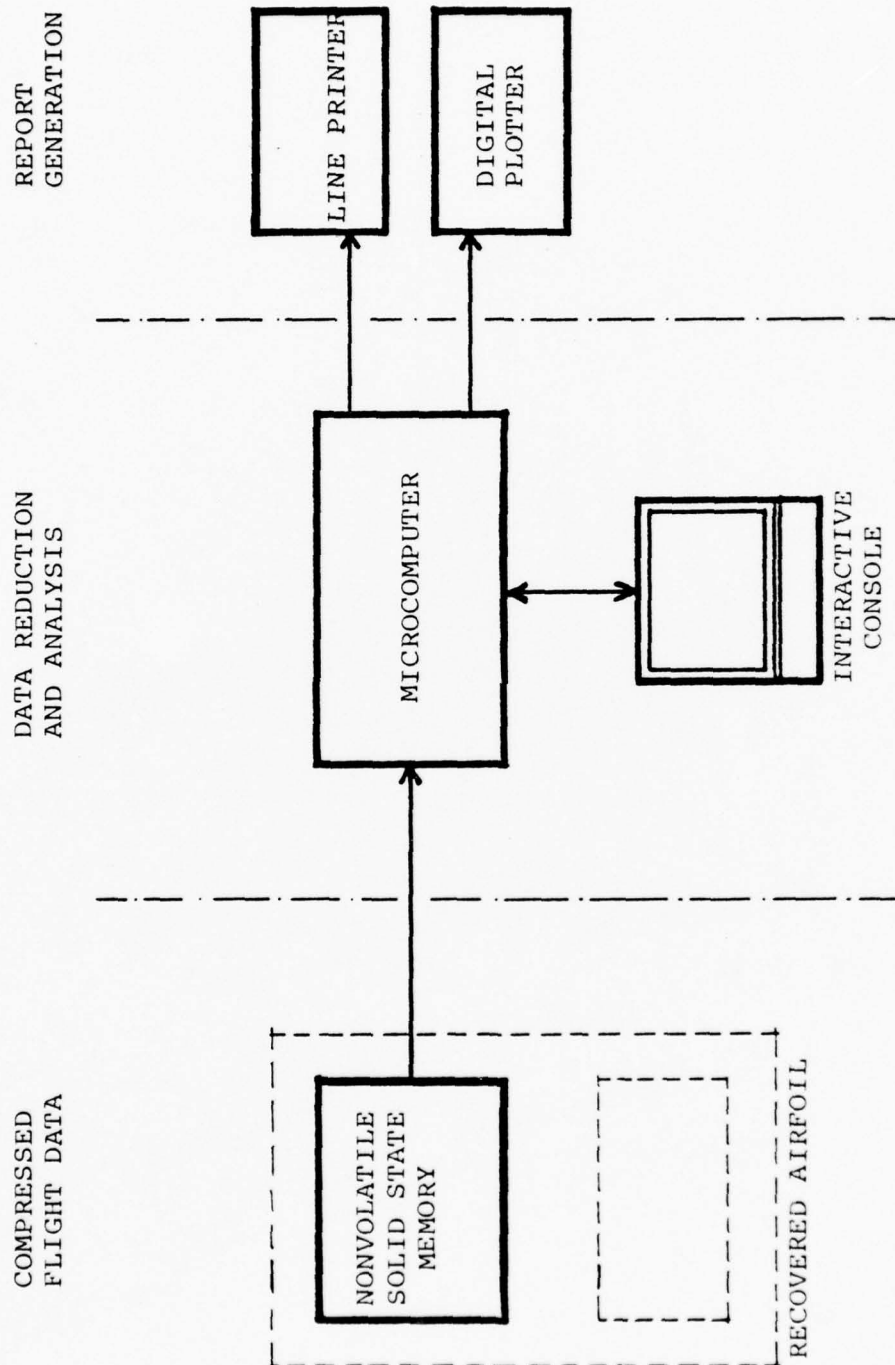 COMPRESSED
FLIGHT DATA
DATA REDUCTION
AND ANALYSIS
REPORT
GENERATION
NONVOLATILE
SOLID STATE
MEMORY
RECOVERED AIRFOIL
MICROCOMPUTER
INTERACTIVE
CONSOLE
LINE PRINTER
DIGITAL
PLOTTER